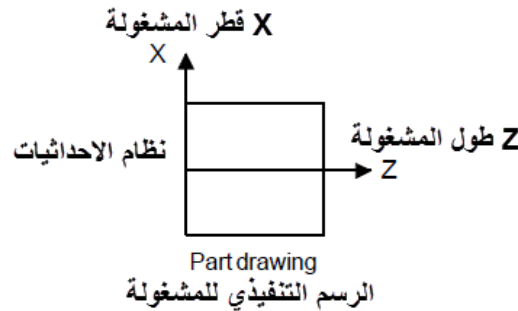 X قطر المشغولة
X
Z طول المشغولة
نظام الاحداثيات
Z
Part drawing
الرسم التنفيذي للمشغولة